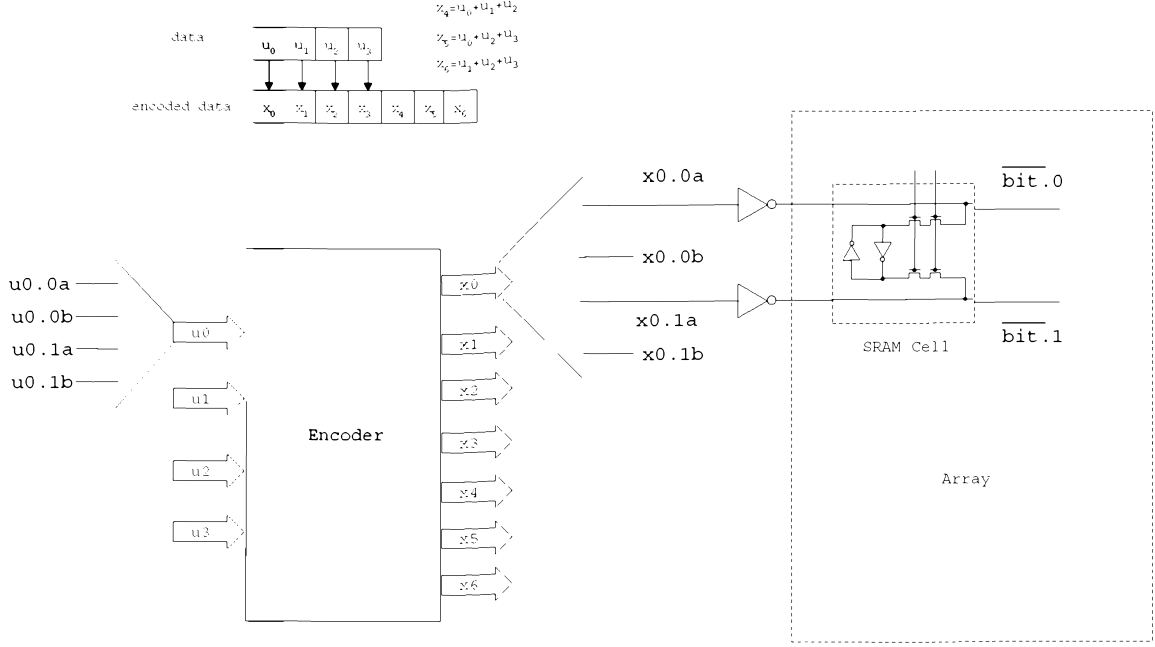 x₄=u₀+u₁+u₂
x₅=u₀+u₂+u₃
x₆=u₁+u₂+u₃
data
u₀ u₁ u₂ u₃
encoded data
x₀ x₁ x₂ x₃ x₄ x₅ x₆
u0.0a
u0.0b
u0.1a
u0.1b
u0
u1
u2
u3
Encoder
x0
x1
x2
x3
x4
x5
x6
x0.0a
x0.0b
x0.1a
x0.1b
SRAM Cell
b̅i̅t̅.0
b̅i̅t̅.1
Array